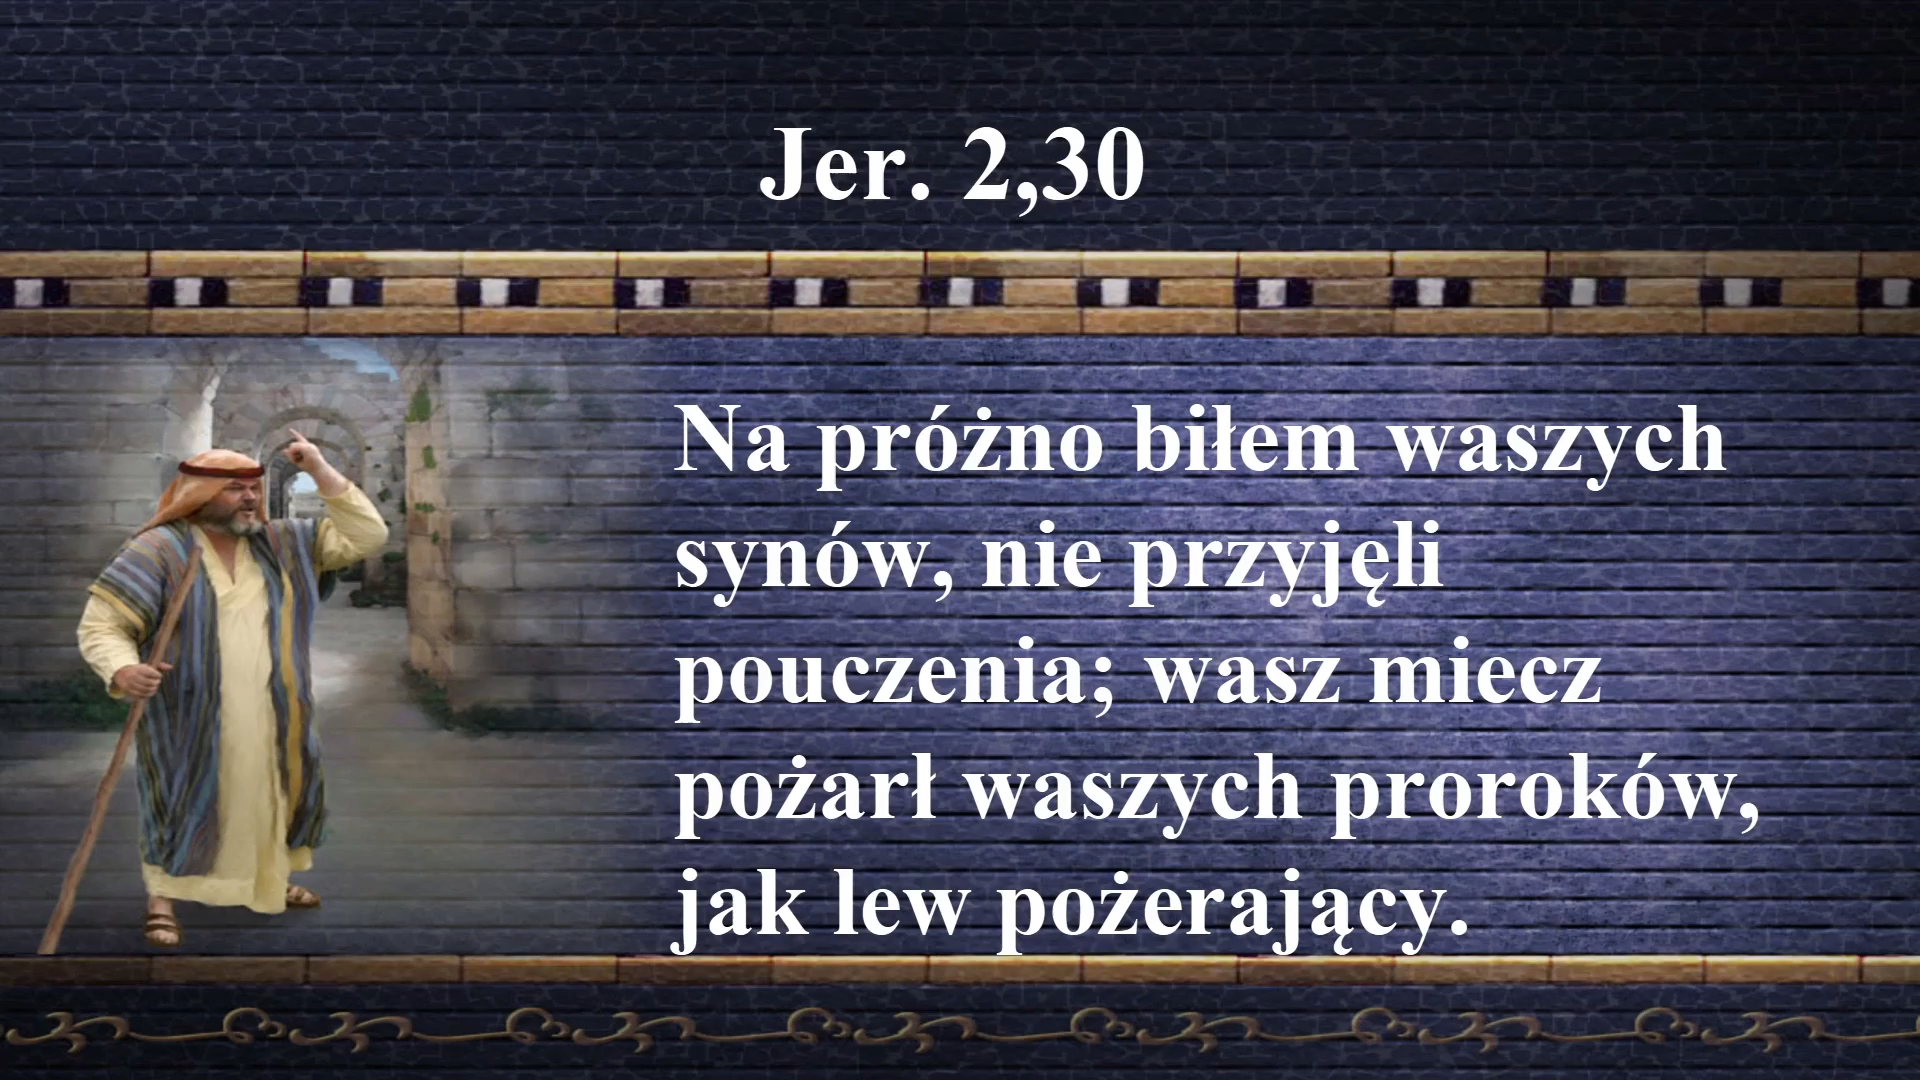 Jer. 2,30
Na próżno biłem waszych
synów, nie przyjęli
pouczenia; wasz miecz
pożarł waszych proroków,
jak lew pożerający.